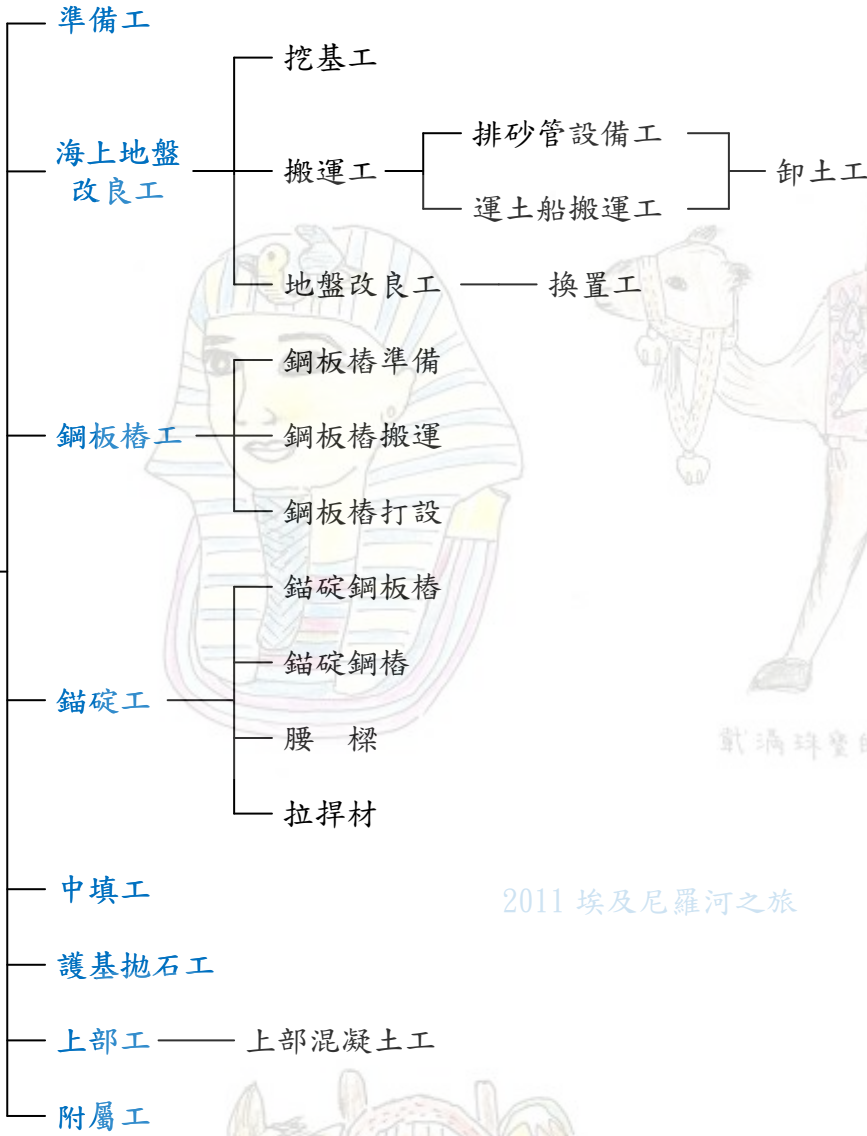 準備工
挖基工
海上地盤
改良工
搬運工
排砂管設備工
運土船搬運工
卸土工
地盤改良工
換置工
鋼板樁準備
鋼板樁工
鋼板樁搬運
鋼板樁打設
錨碇鋼板樁
錨碇鋼樁
錨碇工
腰 樑
拉捍材
戴滿珠寶
中填工
2011 埃及尼羅河之旅
護基拋石工
上部工
上部混凝土工
附屬工